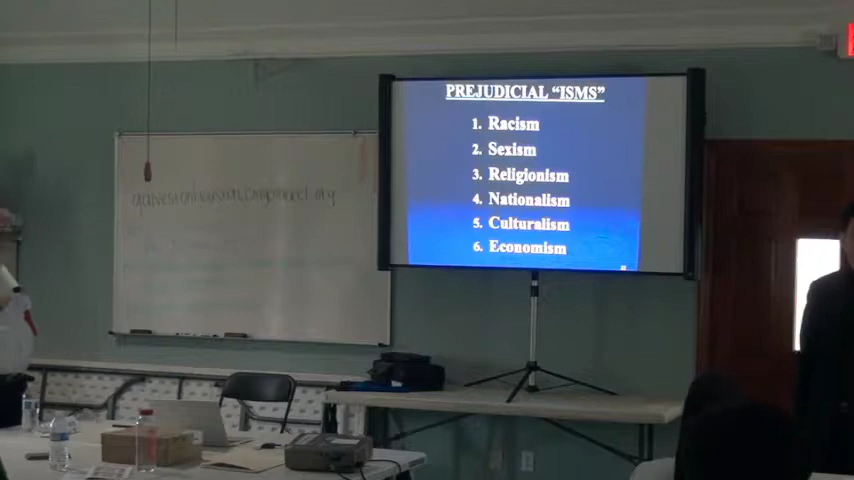 PREJUDICIAL "ISMS"
1. Racism
2. Sexism
3. Religionism
4. Nationalism
5. Culturalism
6. Economism